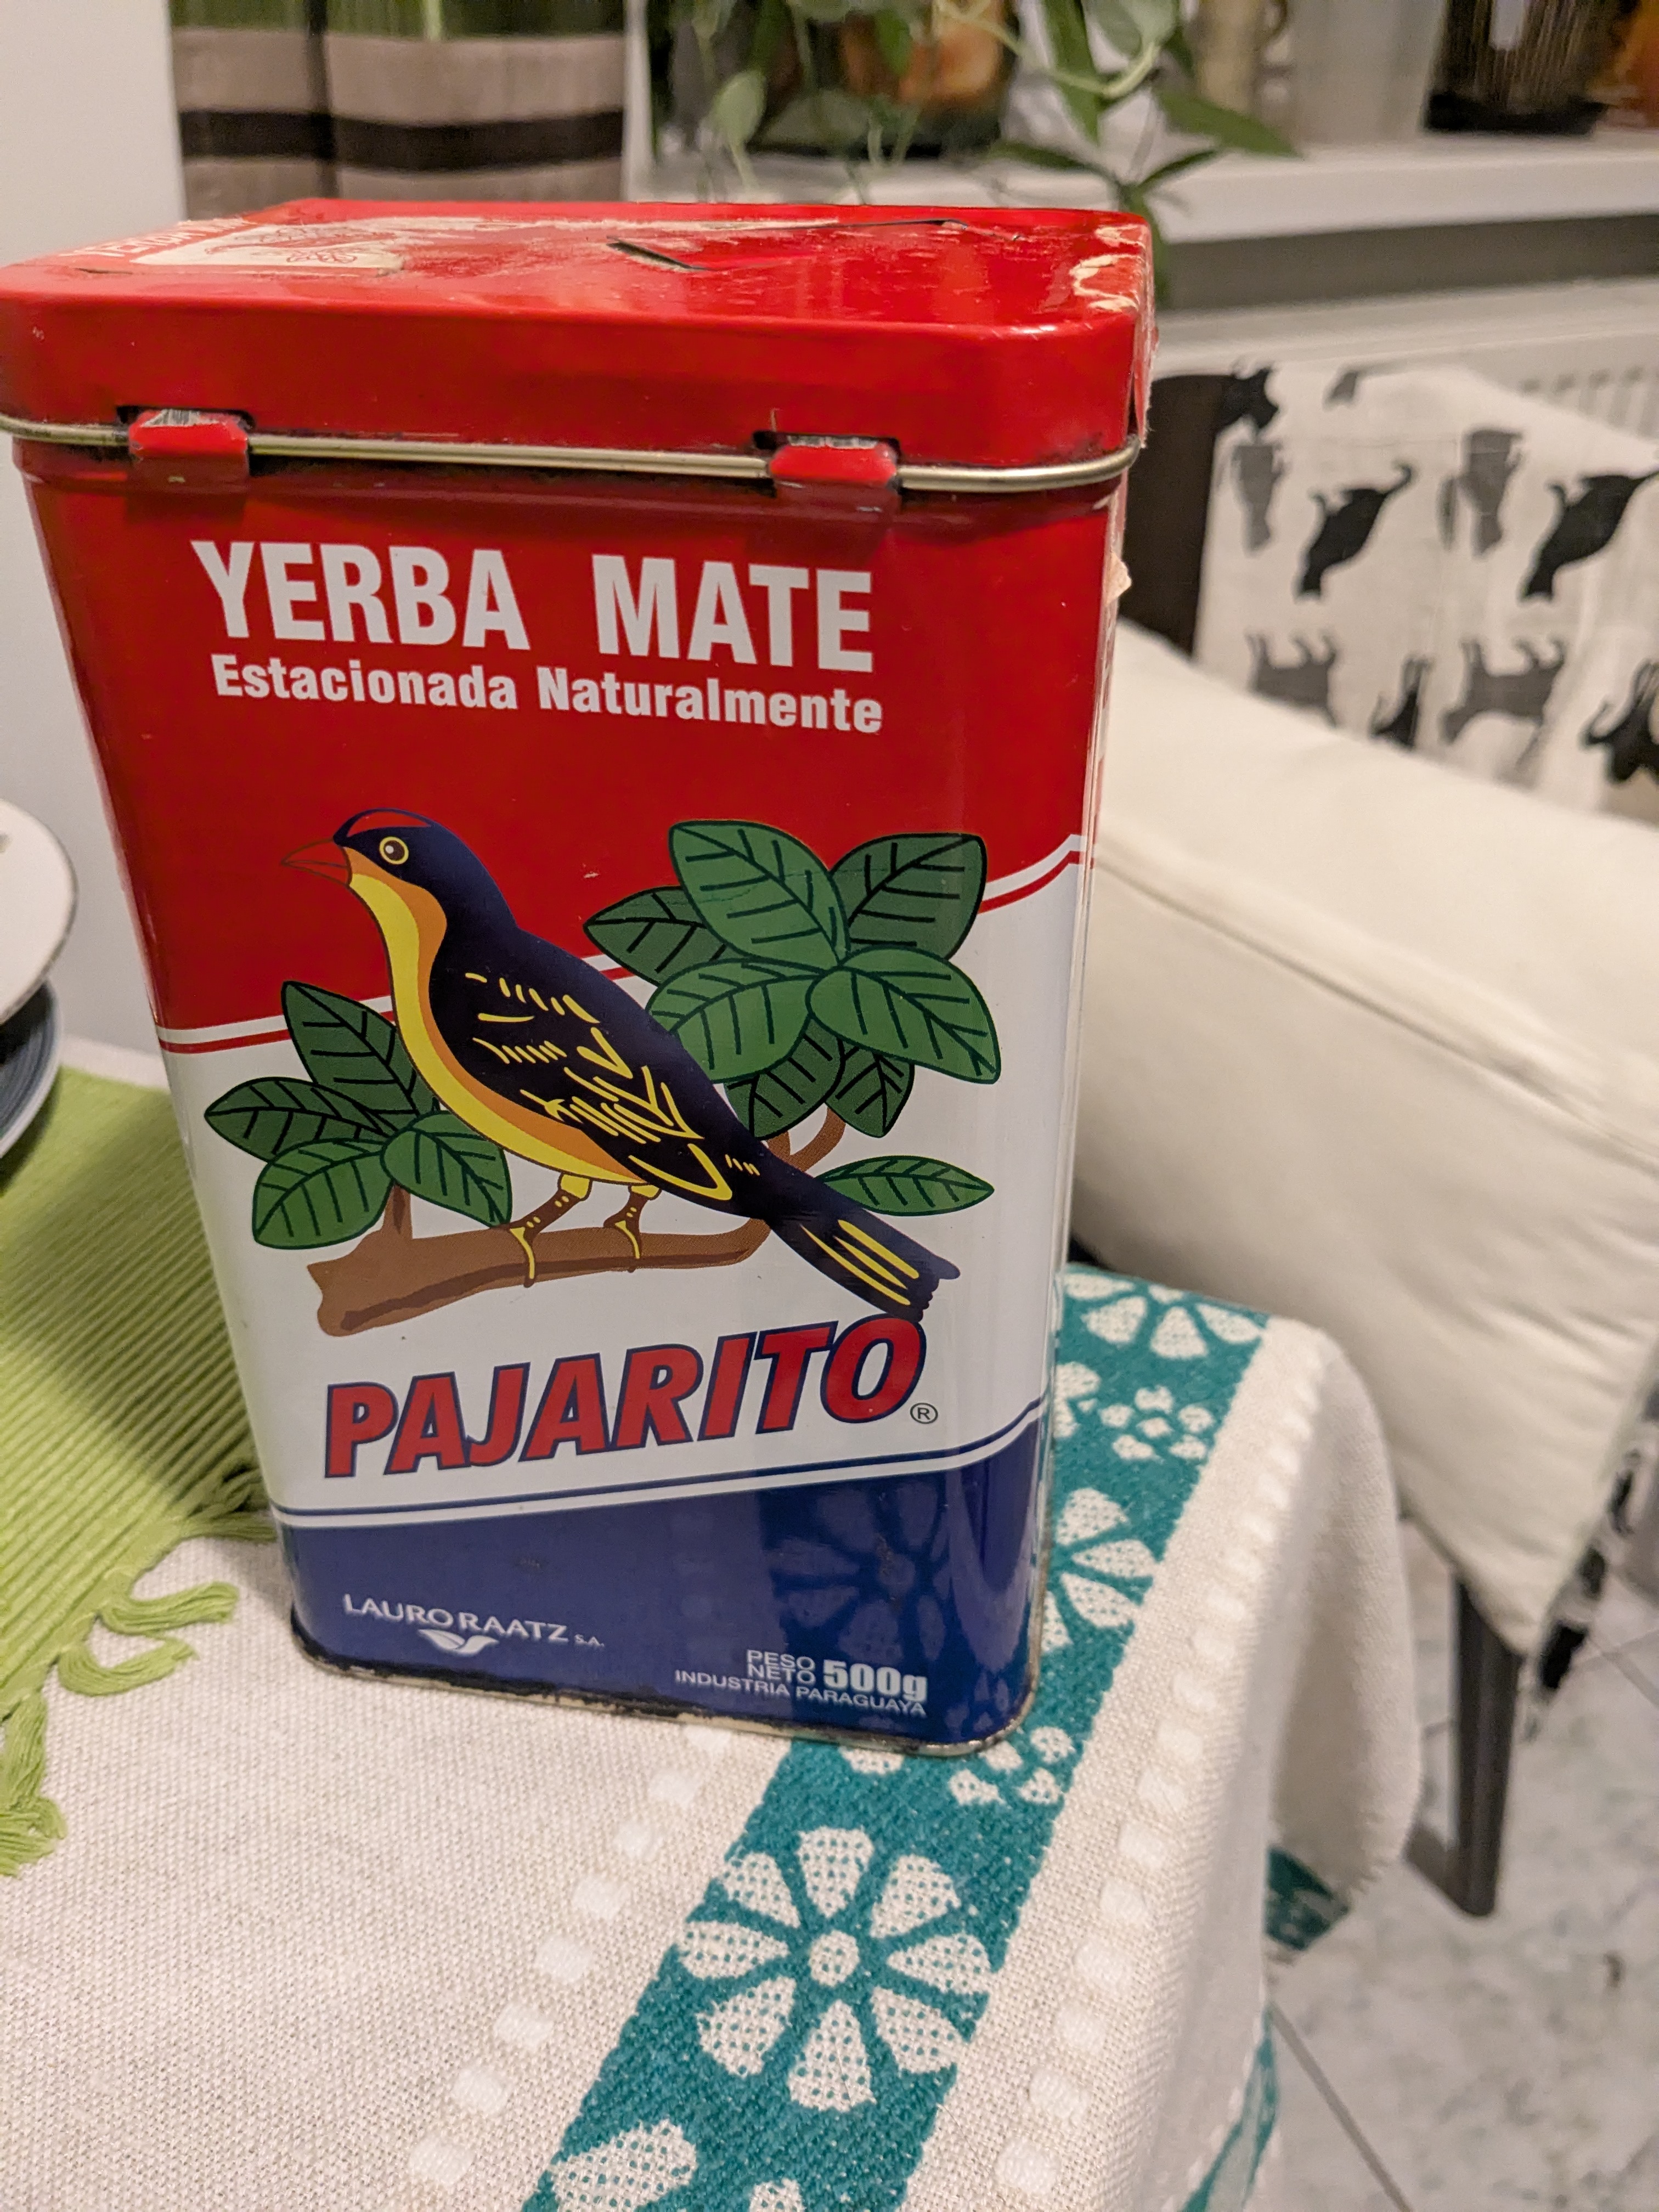 YERBA MATE
Estacionada Naturalmente
PAJARITO®
LAURO RAATZ S.A.
PESO
NETO 500g
INDUSTRIA PARAGUAYA